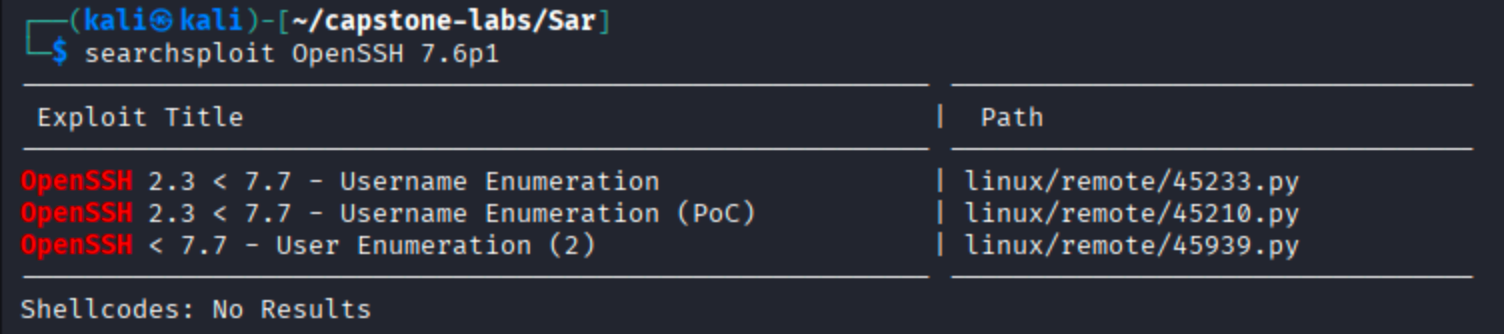 ┌──(kali㉿kali)-[~/capstone-labs/Sar]
└─$ searchsploit OpenSSH 7.6p1
Exploit Title | Path
OpenSSH 2.3 < 7.7 - Username Enumeration | linux/remote/45233.py
OpenSSH 2.3 < 7.7 - Username Enumeration (PoC) | linux/remote/45210.py
OpenSSH < 7.7 - User Enumeration (2) | linux/remote/45939.py
Shellcodes: No Results